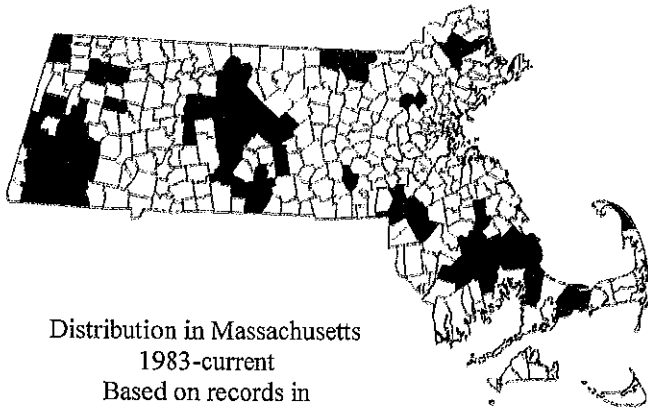 Distribution in Massachusetts
1983-current
Based on records in